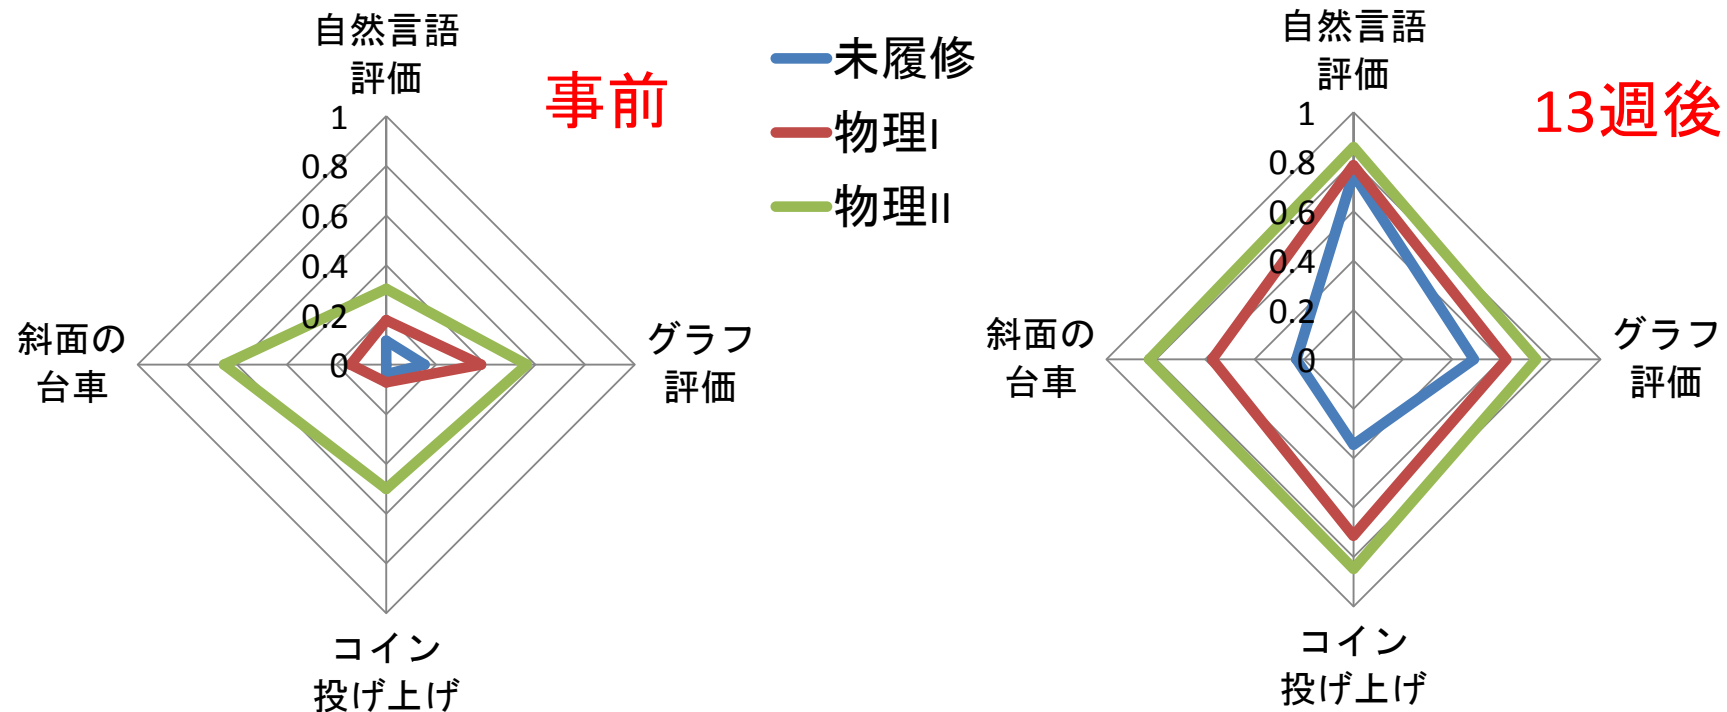 自然言語
評価
事前
1
0.8
0.6
0.4
0.2
0
斜面の
台車
グラフ
評価
コイン
投げ上げ
未履修
物理I
物理II
自然言語
評価
13週後
1
0.8
0.6
0.4
0.2
0
斜面の
台車
グラフ
評価
コイン
投げ上げ